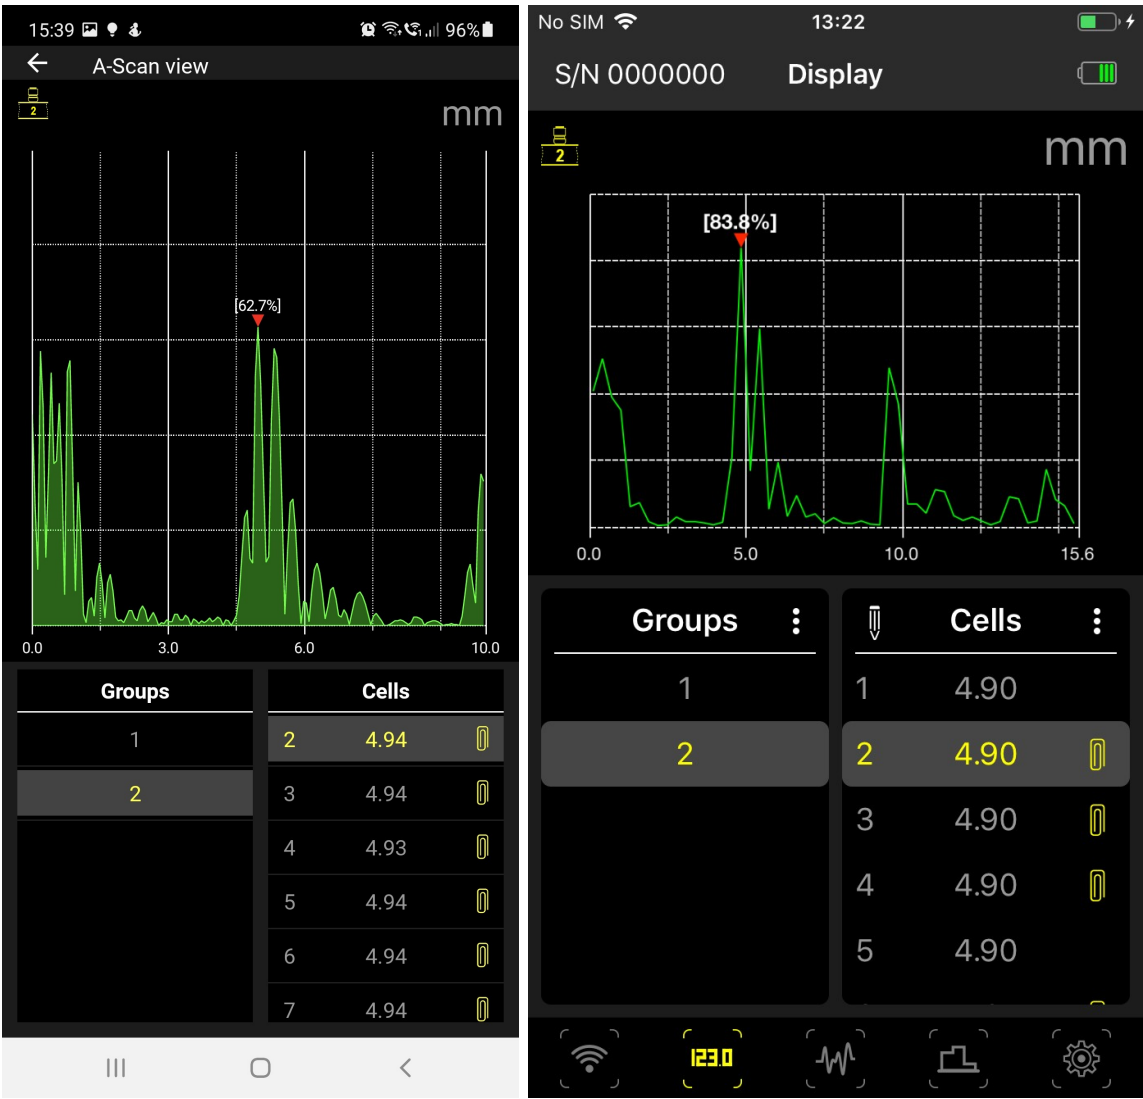 15:39 96%
A-Scan view
2
mm
[62.7%]
0.0 3.0 6.0 10.0
Groups
1
2
Cells
2 4.94
3 4.94
4 4.93
5 4.94
6 4.94
7 4.94
No SIM 13:22
S/N 0000000 Display
2
mm
[83.8%]
0.0 5.0 10.0 15.6
Groups
1
2
Cells
1 4.90
2 4.90
3 4.90
4 4.90
5 4.90
123.0